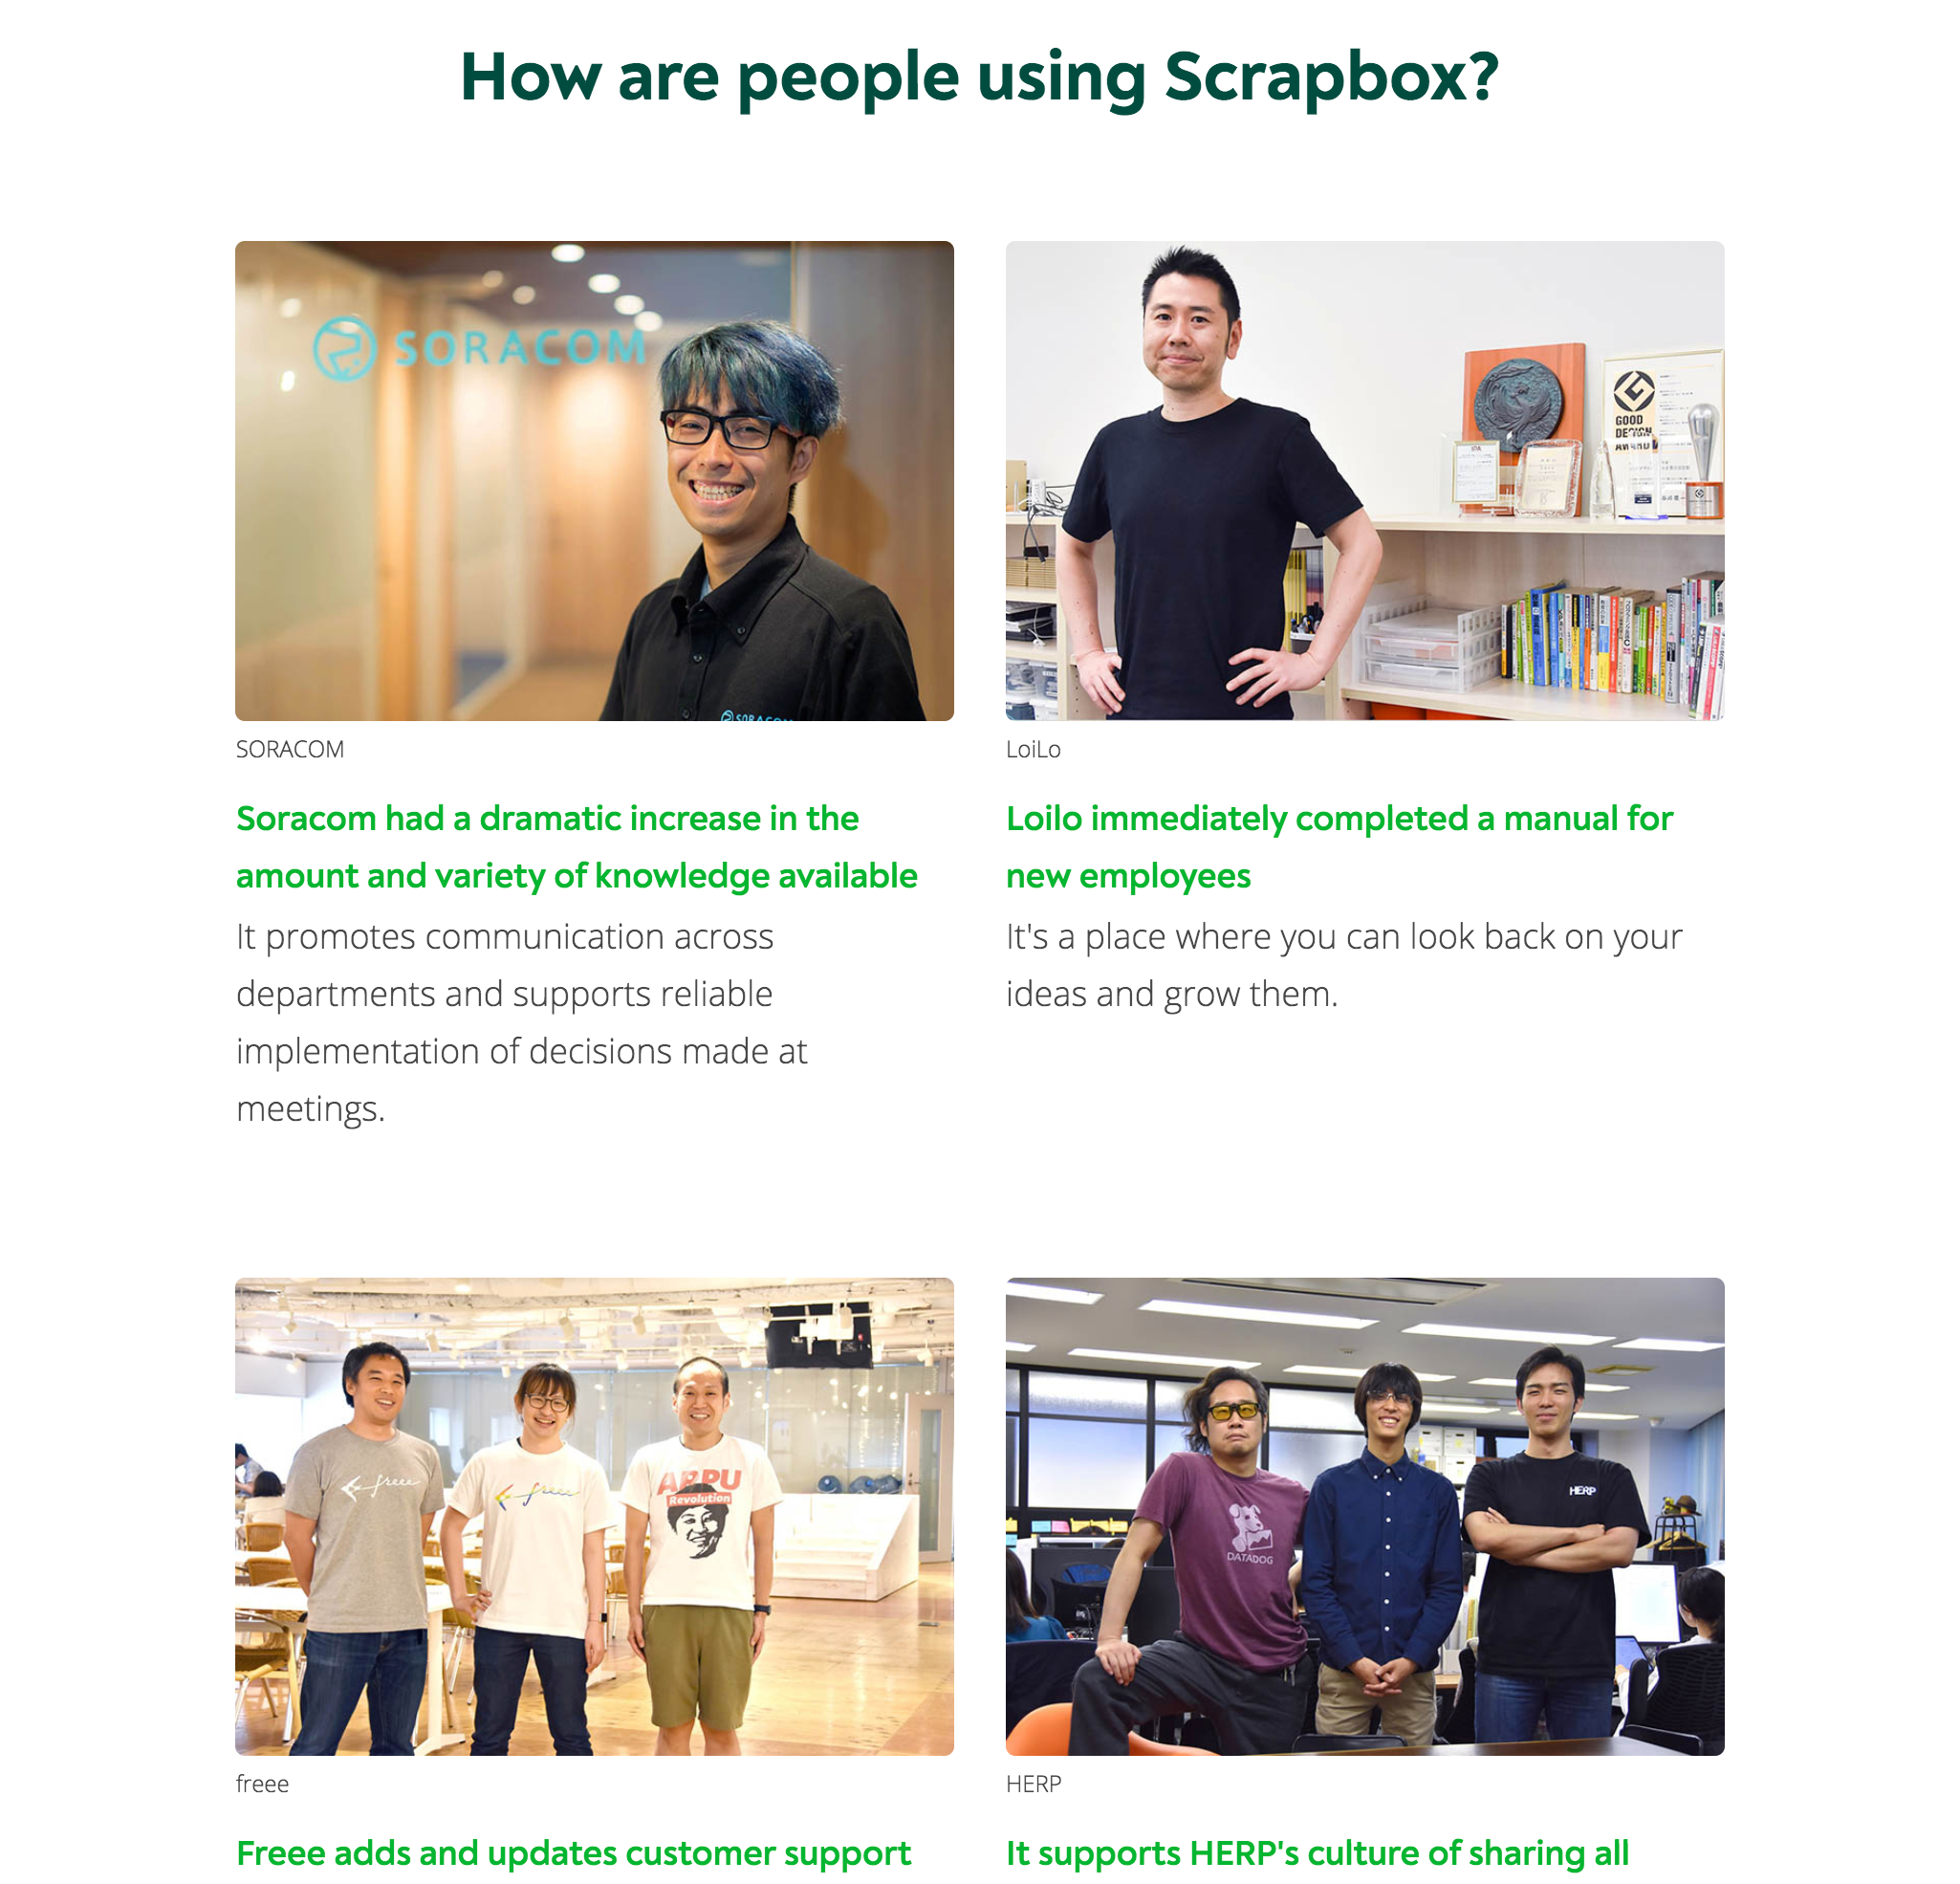 How are people using Scrapbox?
SORACOM
SORACOM
SORACOM
Soracom had a dramatic increase in the
amount and variety of knowledge available
It promotes communication across
departments and supports reliable
implementation of decisions made at
meetings.
GOOD
DESIGN
AWARD
LoiLo
Loilo immediately completed a manual for
new employees
It's a place where you can look back on your
ideas and grow them.
freee
freee
ARPU
Revolution
freee
Freee adds and updates customer support
DATADOG
HERP
HERP
It supports HERP's culture of sharing all